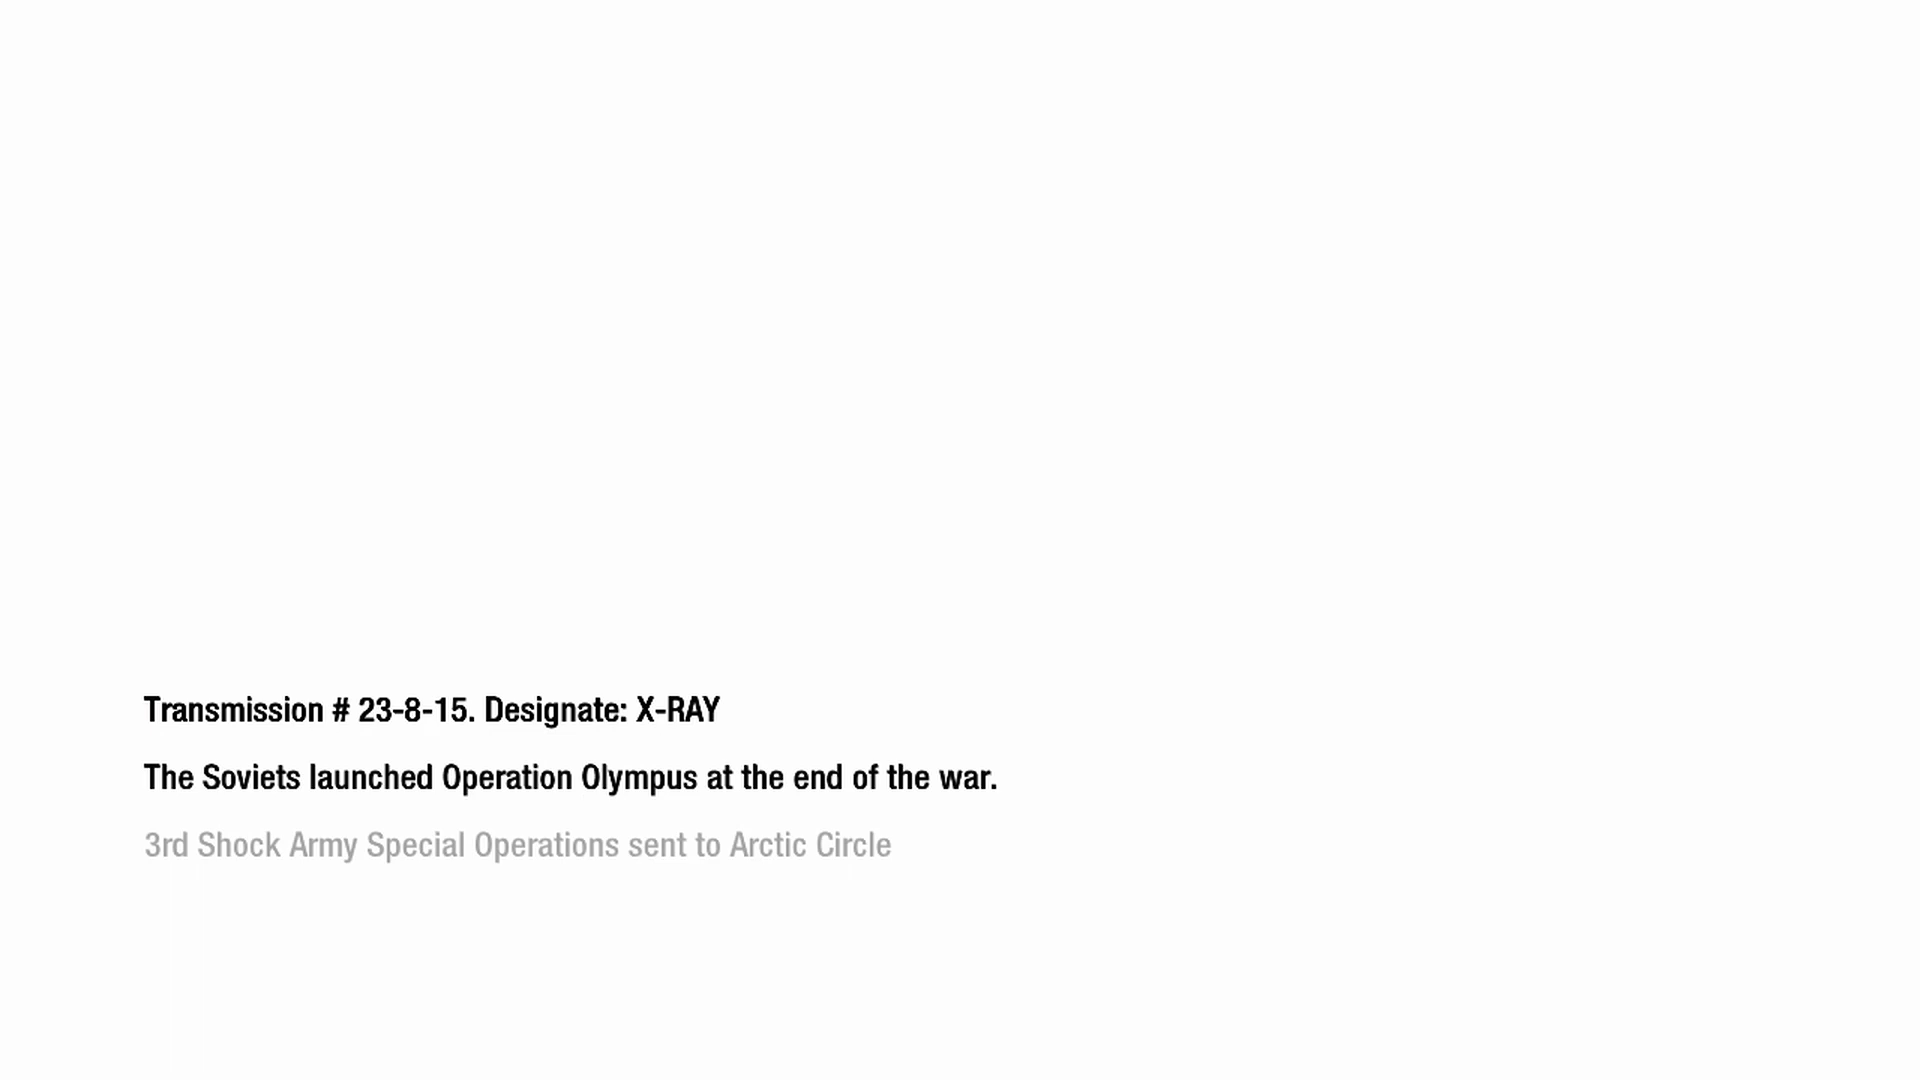 Transmission # 23-8-15. Designate: X-RAY
The Soviets launched Operation Olympus at the end of the war.
3rd Shock Army Special Operations sent to Arctic Circle